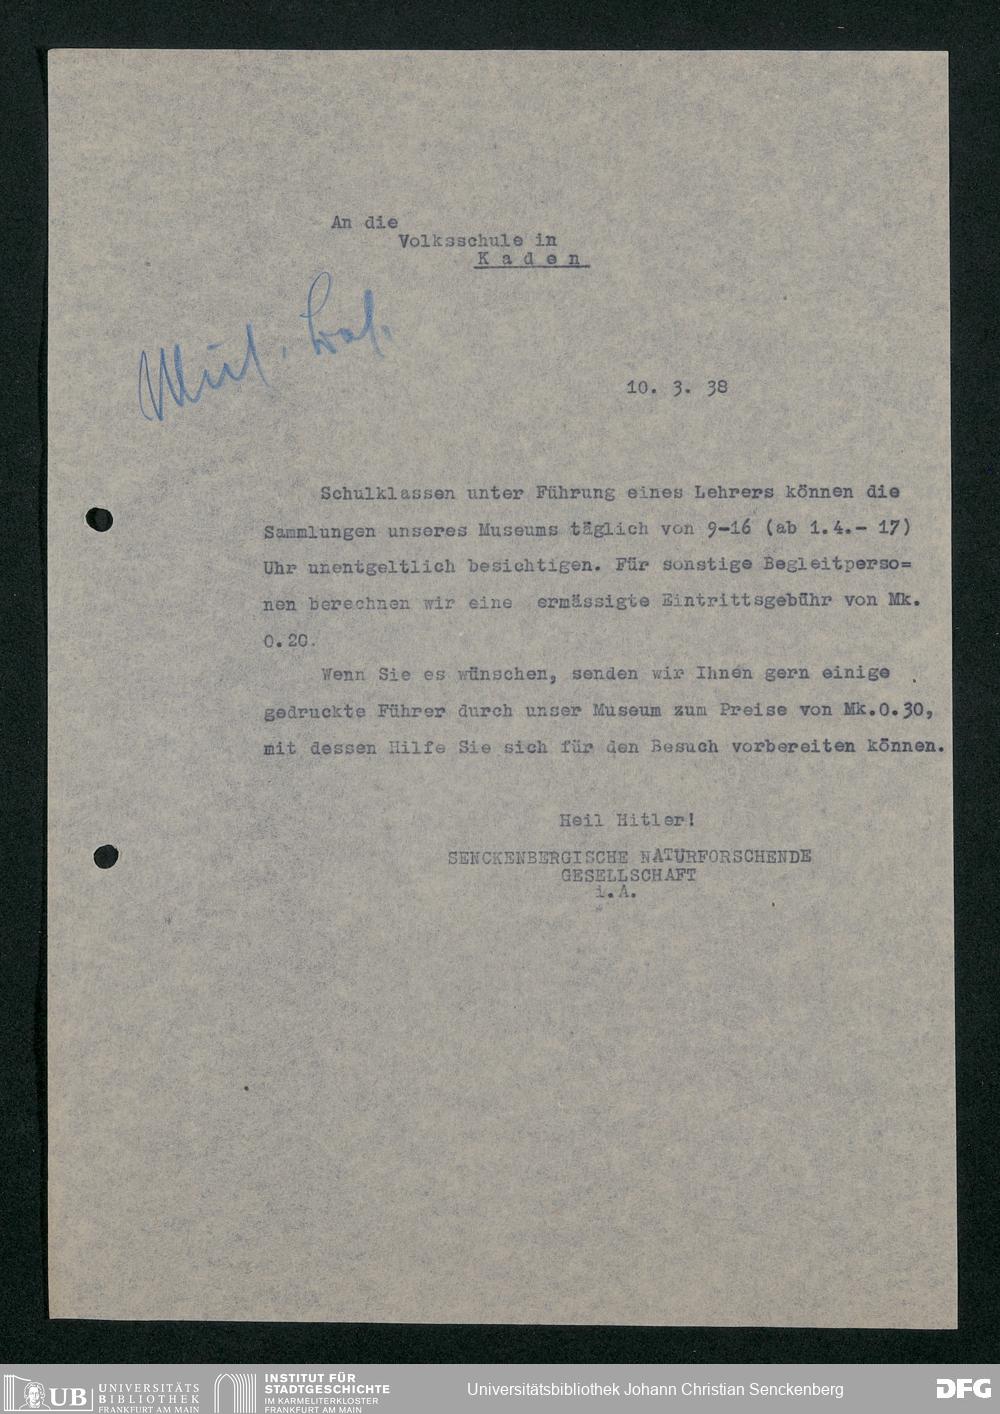 An die
Volksschule in
K a d e n
10. 3. 38
Schulklassen unter Führung eines Lehrers können die
Sammlungen unseres Museums täglich von 9-16 (ab 1.4.- 17)
Uhr unentgeltlich besichtigen. Für sonstige Begleitperso=
nen berechnen wir eine ermässigte Eintrittsgebühr von Mk.
0.20.
Wenn Sie es wünschen, senden wir Ihnen gern einige
gedruckte Führer durch unser Museum zum Preise von Mk.0.30,
mit dessen Hilfe Sie sich für den Besuch vorbereiten können.
Heil Hitler!
SENCKENBERGISCHE NATURFORSCHENDE
GESELLSCHAFT
i.A.
UB UNIVERSITÄTS
BIBLIOTHEK
FRANKFURT AM MAIN
INSTITUT FÜR
STADTGESCHICHTE
IM KARMELITERKLOSTER
FRANKFURT AM MAIN
Universitätsbibliothek Johann Christian Senckenberg
DFG